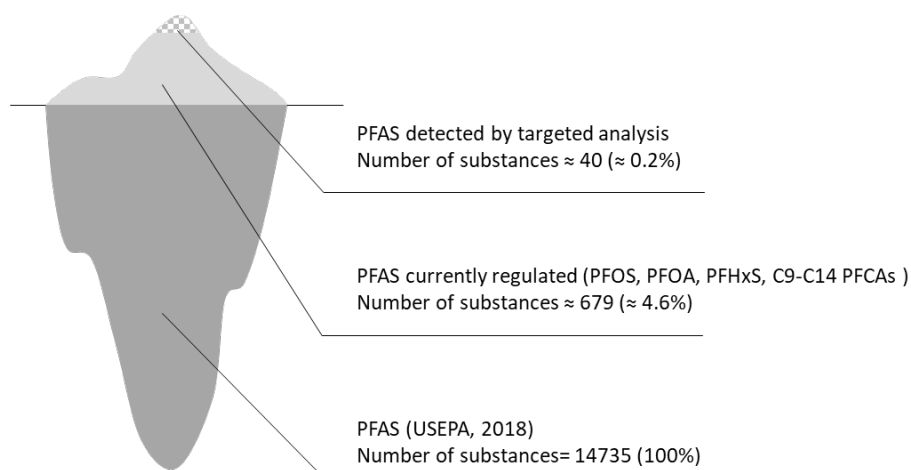 PFAS detected by targeted analysis
Number of substances ≈ 40 (≈ 0.2%)
PFAS currently regulated (PFOS, PFOA, PFHxS, C9-C14 PFCAs )
Number of substances ≈ 679 (≈ 4.6%)
PFAS (USEPA, 2018)
Number of substances= 14735 (100%)